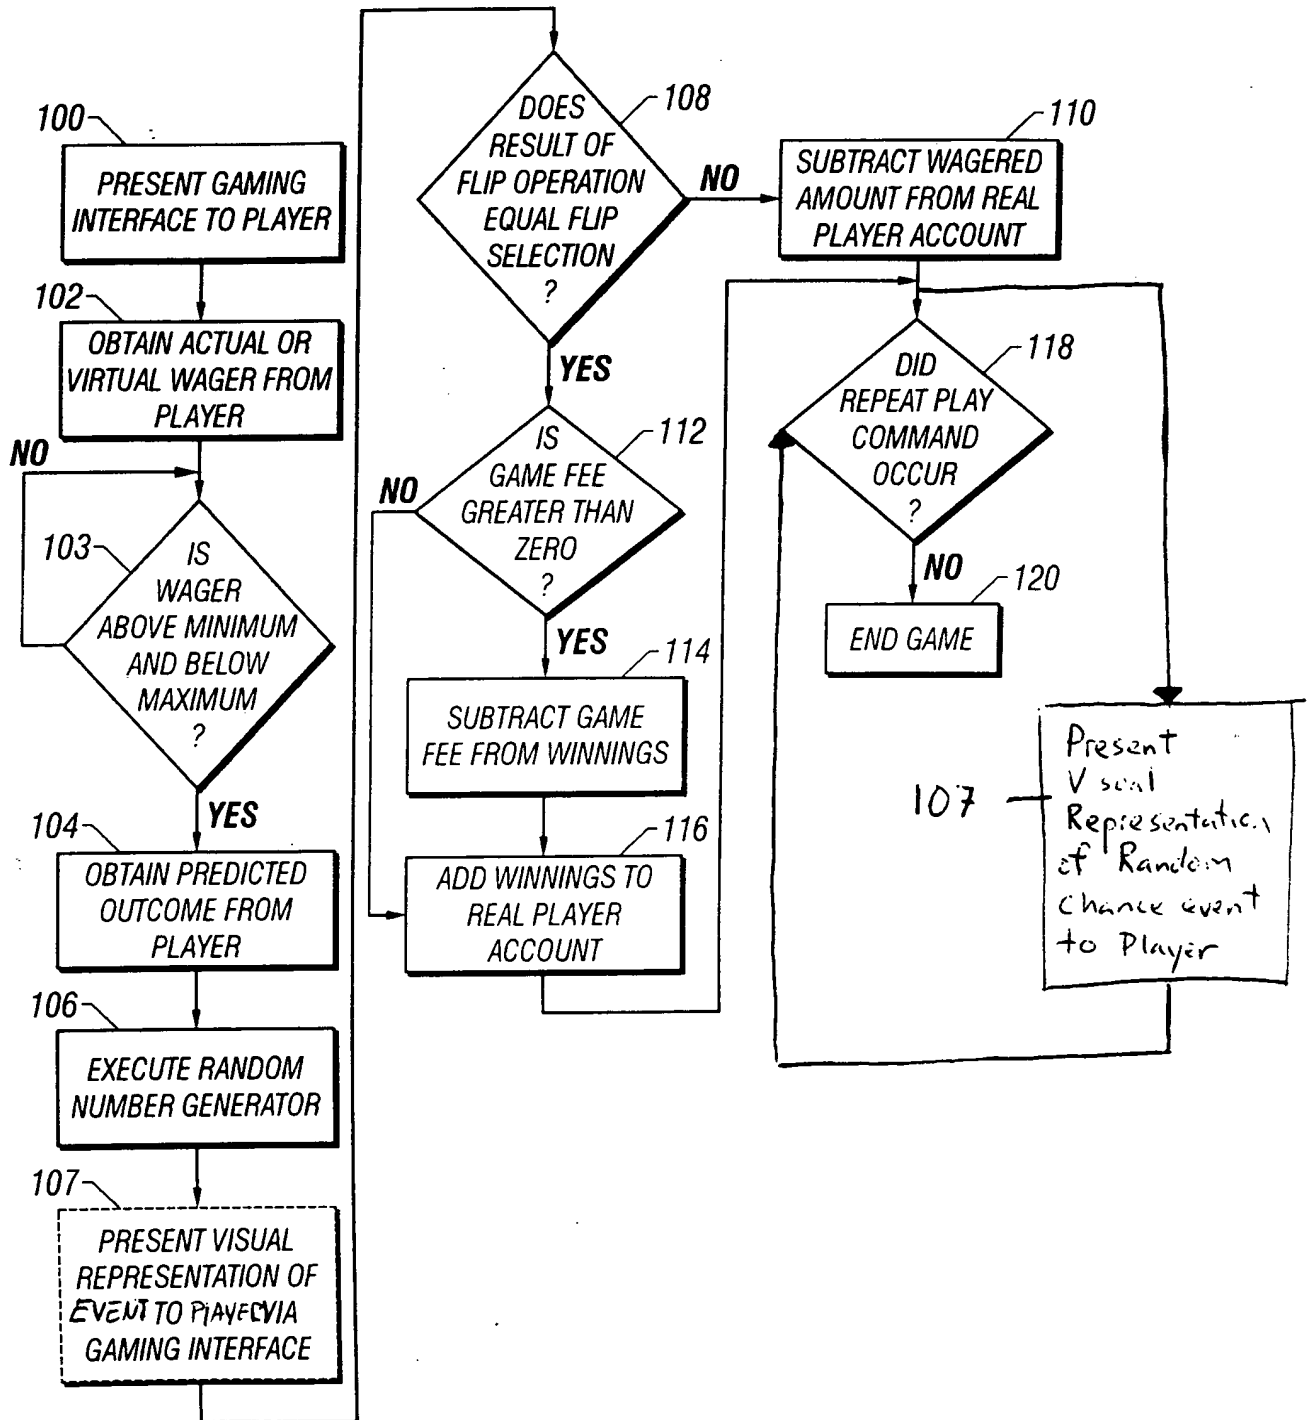 100
PRESENT GAMING
INTERFACE TO PLAYER
102
OBTAIN ACTUAL OR
VIRTUAL WAGER FROM
PLAYER
NO
103
IS
WAGER
ABOVE MINIMUM
AND BELOW
MAXIMUM
?
YES
104
OBTAIN PREDICTED
OUTCOME FROM
PLAYER
106
EXECUTE RANDOM
NUMBER GENERATOR
107
PRESENT VISUAL
REPRESENTATION OF
EVENT TO PLAYER VIA
GAMING INTERFACE
108
DOES
RESULT OF
FLIP OPERATION
EQUAL FLIP
SELECTION
?
NO
YES
110
SUBTRACT WAGERED
AMOUNT FROM REAL
PLAYER ACCOUNT
112
IS
GAME FEE
GREATER THAN
ZERO
?
NO
YES
114
SUBTRACT GAME
FEE FROM WINNINGS
116
ADD WINNINGS TO
REAL PLAYER
ACCOUNT
118
DID
REPEAT PLAY
COMMAND
OCCUR
?
NO
120
END GAME
107
Present
Visual
Representation
of Random
chance event
to Player